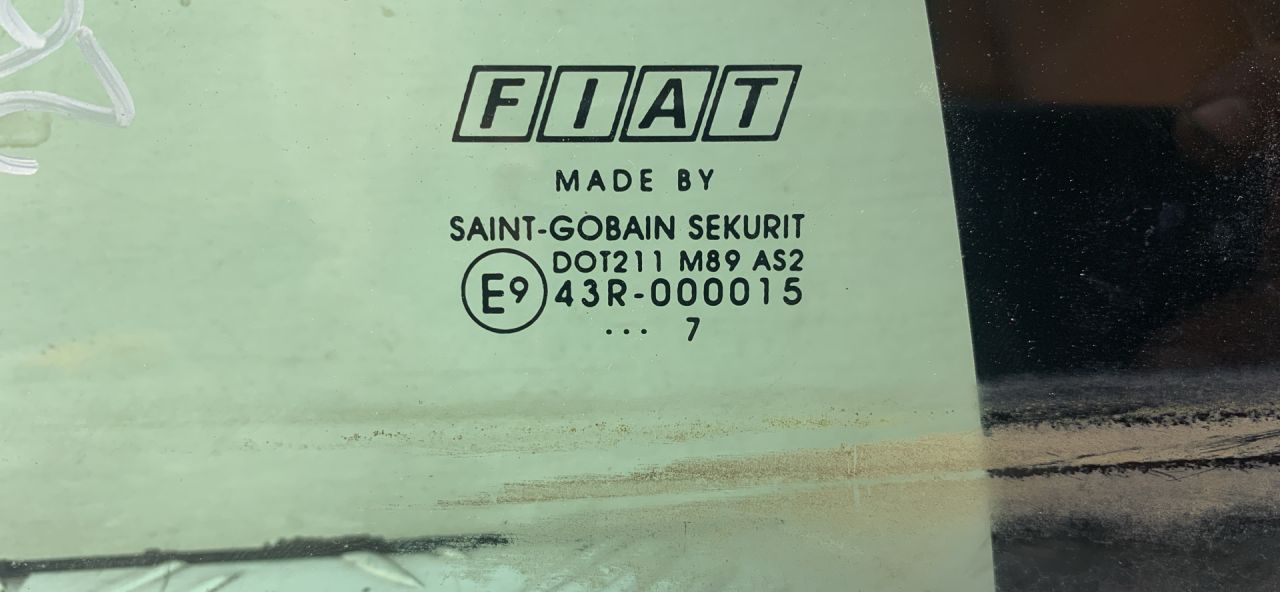 FIAT
MADE BY
SAINT-GOBAIN SEKURIT
DOT211 M89 AS2
E9 43R-000015
... 7